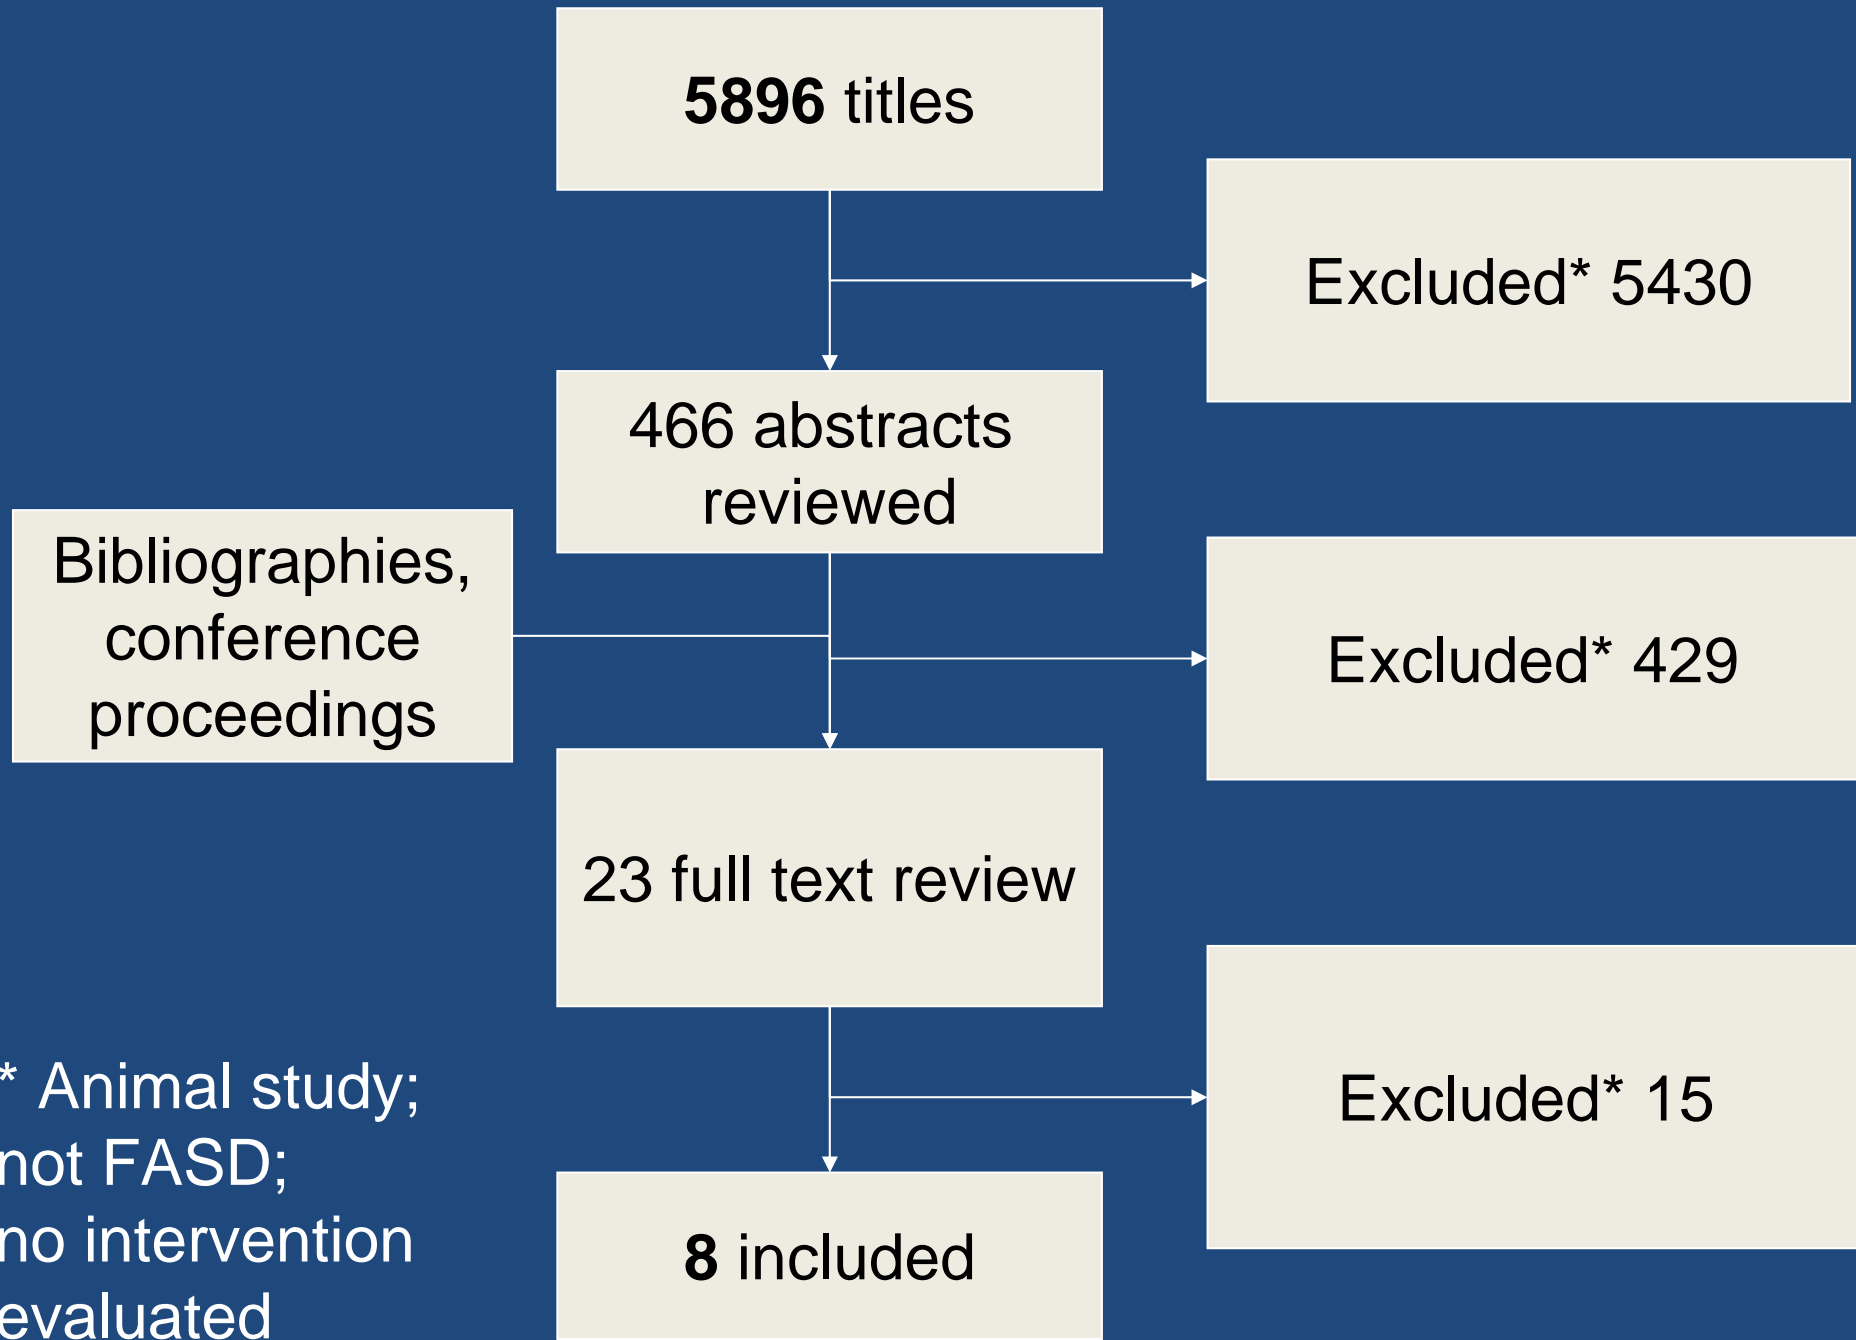 5896 titles
Excluded* 5430
466 abstracts
reviewed
Bibliographies,
conference
proceedings
Excluded* 429
23 full text review
Excluded* 15
8 included
* Animal study;
not FASD;
no intervention
evaluated